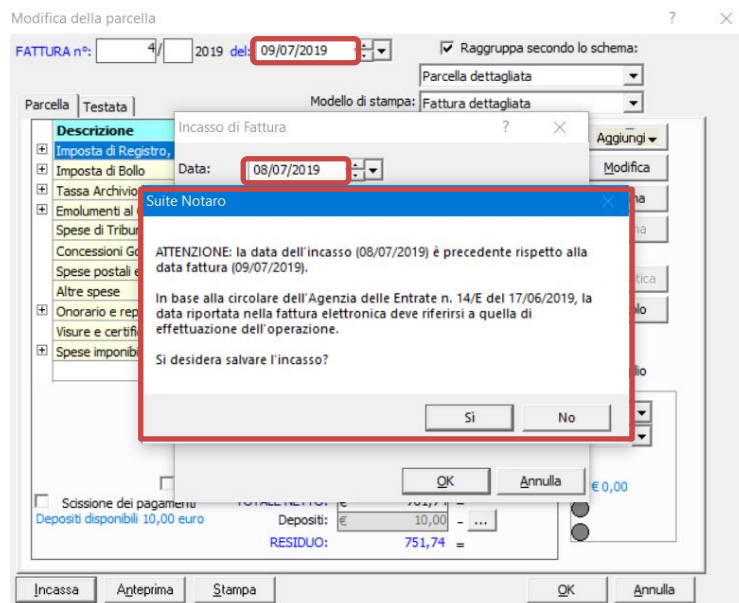 Modifica della parcella ?
FATTURA n°: 4/ 2019 del: 09/07/2019 Raggruppa secondo lo schema:
Parcella dettagliata
Parcella Testata Modello di stampa: Fattura dettagliata
Descrizione Incasso di Fattura ? Aggiungi
Imposta di Registro,
Imposta di Bollo Data: 08/07/2019 Modifica
Tassa Archivio
Suite Notaro
Emolumenti al
Spese di Tribu
Concessioni Go
ATTENZIONE: la data dell'incasso (08/07/2019) è precedente rispetto alla
data fattura (09/07/2019).
Spese postali e
Altre spese
In base alla circolare dell'Agenzia delle Entrate n. 14/E del 17/06/2019, la
Onorario e rep
data riportata nella fattura elettronica deve riferirsi a quella di
Visure e certifi
effettuazione dell'operazione.
Spese imponibi
Si desidera salvare l'incasso?
Sì No
OK Annulla € 0,00
Scissione dei pagamenti TOTALE NETTO: €
Depositi disponibili 10,00 euro Depositi: € 10,00 - ...
RESIDUO: 751,74 =
Incassa Anteprima Stampa OK Annulla